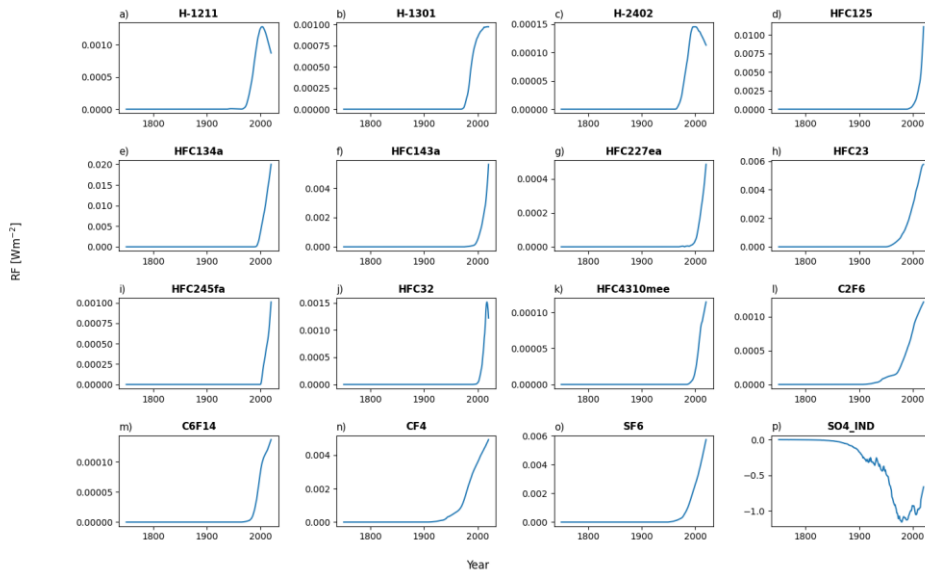 a) H-1211
0.0010
0.0005
0.0000
1800 1900 2000
b) H-1301
0.00100
0.00075
0.00050
0.00025
0.00000
1800 1900 2000
c) H-2402
0.00015
0.00010
0.00005
0.00000
1800 1900 2000
d) HFC125
0.0100
0.0075
0.0050
0.0025
0.0000
1800 1900 2000
e) HFC134a
0.020
0.015
0.010
0.005
0.000
1800 1900 2000
f) HFC143a
0.004
0.002
0.000
1800 1900 2000
g) HFC227ea
0.0004
0.0002
0.0000
1800 1900 2000
h) HFC23
0.006
0.004
0.002
0.000
1800 1900 2000
RF [Wm⁻²]
i) HFC245fa
0.00100
0.00075
0.00050
0.00025
0.00000
1800 1900 2000
j) HFC32
0.0015
0.0010
0.0005
0.0000
1800 1900 2000
k) HFC4310mee
0.00010
0.00005
0.00000
1800 1900 2000
l) C2F6
0.0010
0.0005
0.0000
1800 1900 2000
m) C6F14
0.00010
0.00005
0.00000
1800 1900 2000
n) CF4
0.004
0.002
0.000
1800 1900 2000
o) SF6
0.006
0.004
0.002
0.000
1800 1900 2000
p) SO4_IND
0.0
−0.5
−1.0
1800 1900 2000
Year